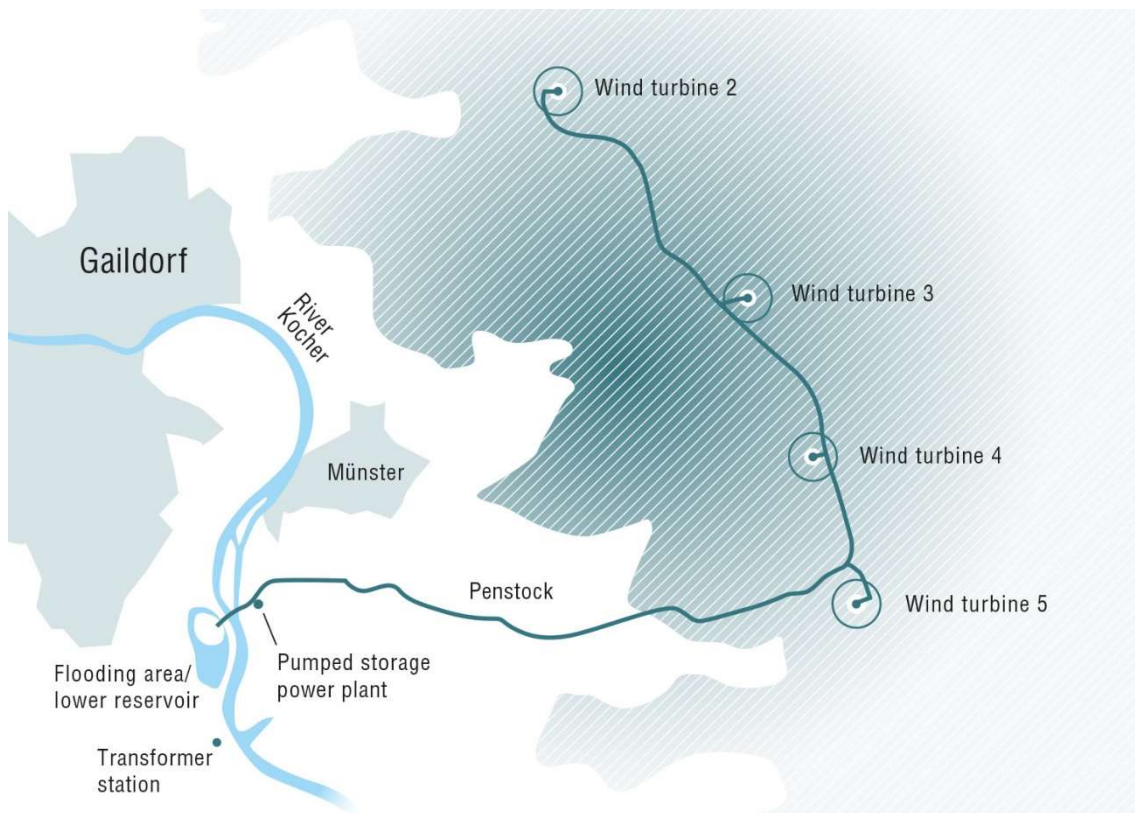 Wind turbine 2
Gaildorf
River
Kocher
Wind turbine 3
Münster
Wind turbine 4
Penstock
Wind turbine 5
Flooding area/
lower reservoir
Pumped storage
power plant
Transformer
station